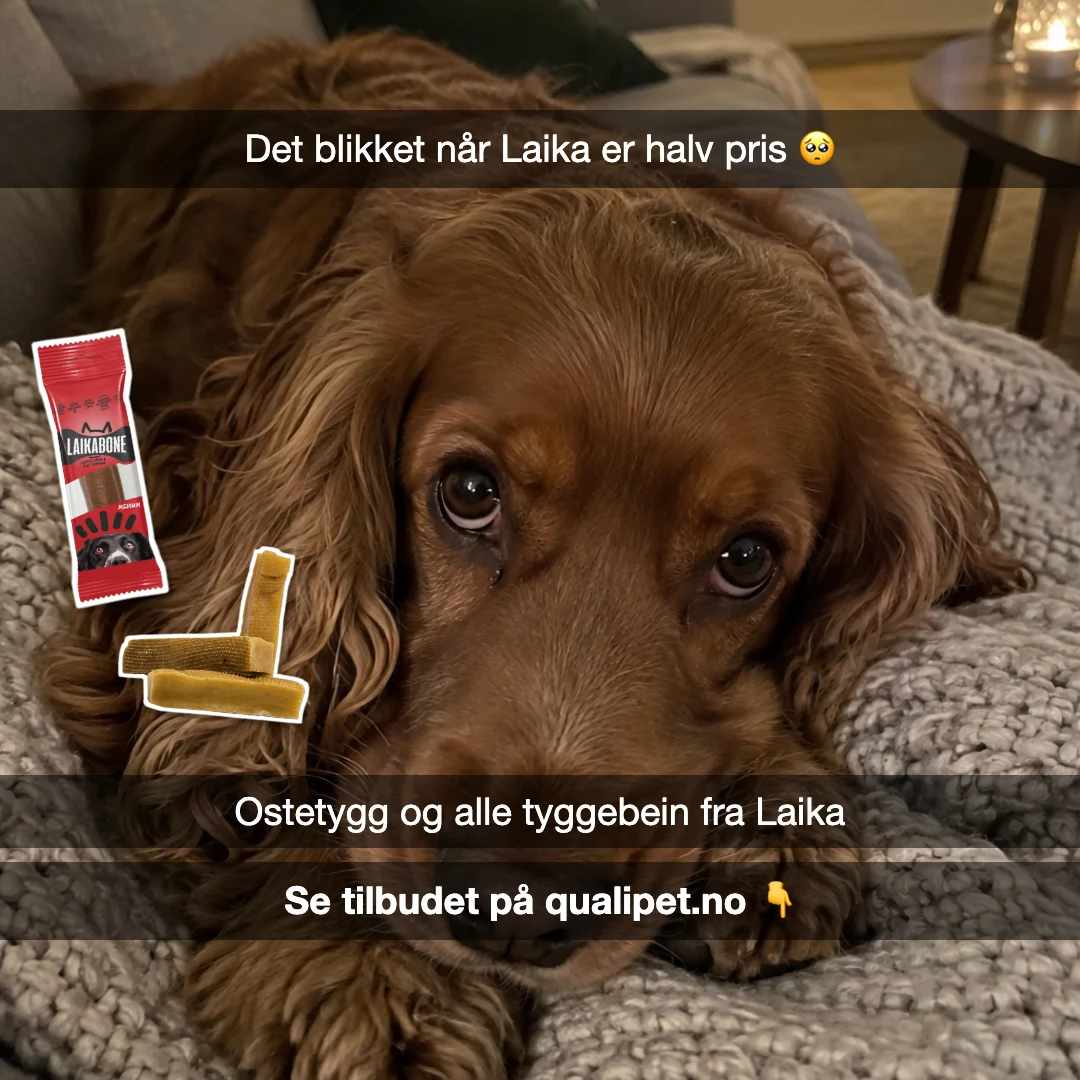 Det blikket når Laika er halv pris 🥺
LAIKABONE
MEDIUM
Ostetygg og alle tyggebein fra Laika
Se tilbudet på qualipet.no 👇